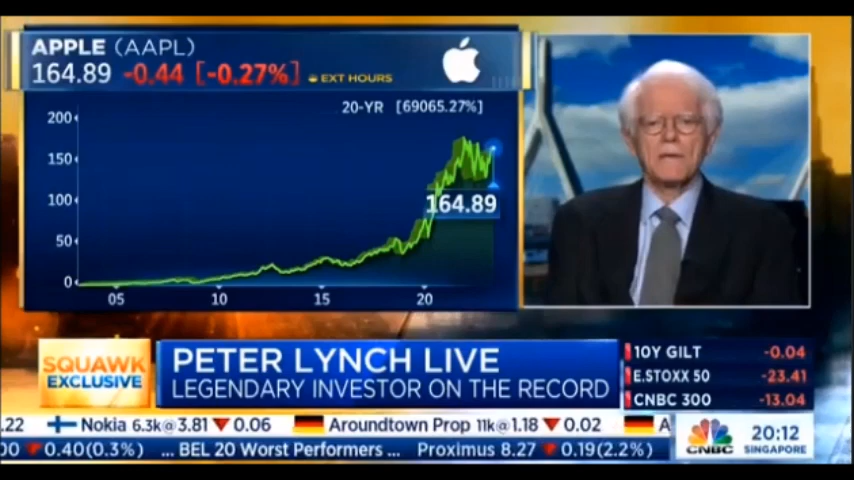 APPLE (AAPL)
164.89 -0.44 [-0.27%] EXT HOURS
20-YR [69065.27%]
200
150
100
50
0
164.89
05 10 15 20
SQUAWK
EXCLUSIVE
PETER LYNCH LIVE
LEGENDARY INVESTOR ON THE RECORD
10Y GILT -0.04
E.STOXX 50 -23.41
CNBC 300 -13.04
.22 Nokia 6.3k@3.81 ▼ 0.06 Aroundtown Prop 11k@1.18 ▼ 0.02 A
00 ▼ 0.40(0.3%) ... BEL 20 Worst Performers ... Proximus 8.27 ▼ 0.19(2.2%)
CNBC
20:12
SINGAPORE